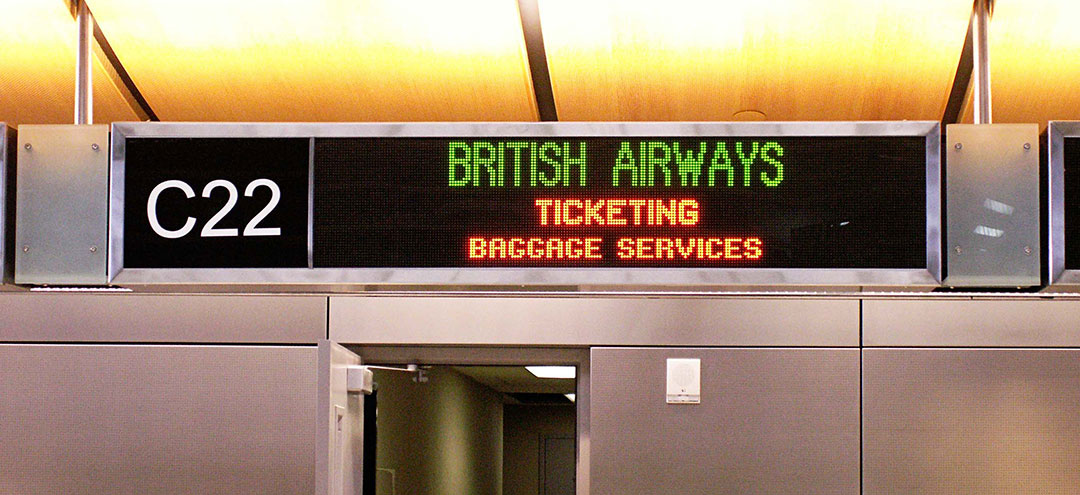 C22
BRITISH AIRWAYS
TICKETING
BAGGAGE SERVICES